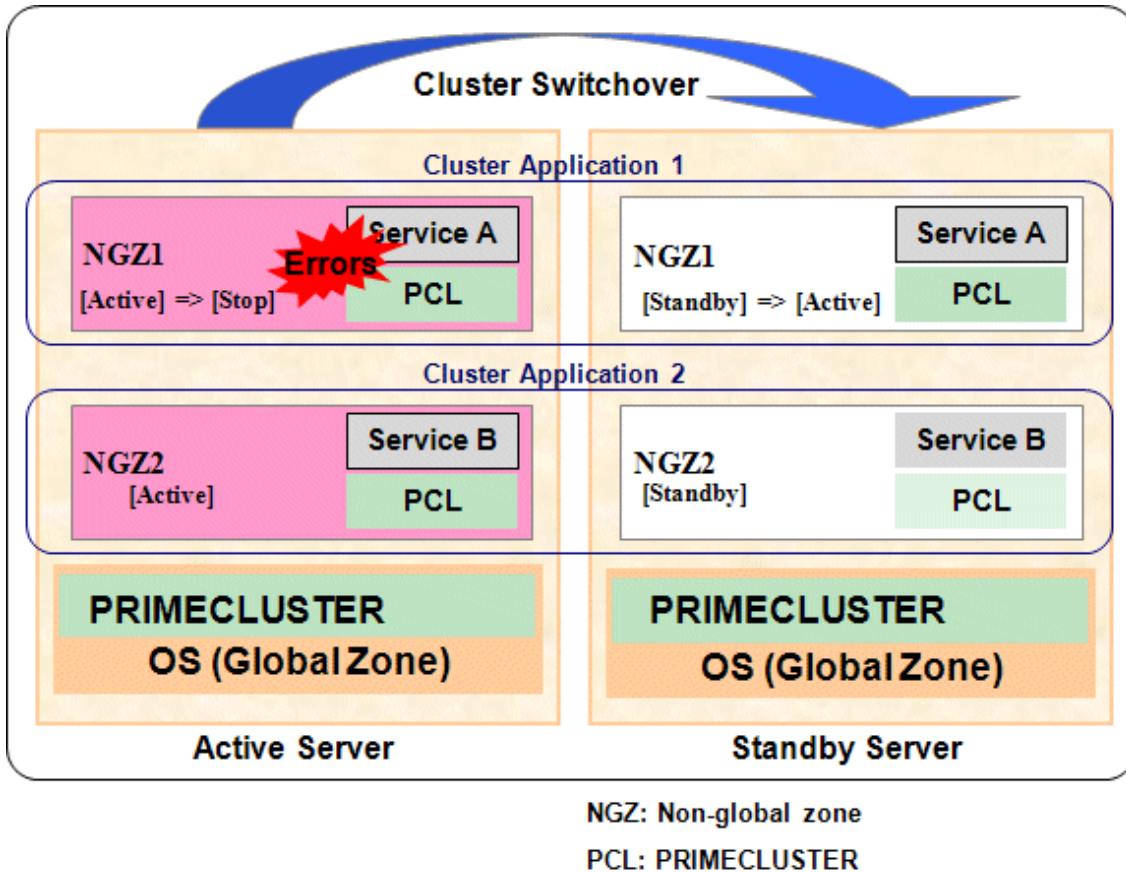 Cluster Switchover
Cluster Application 1
NGZ1
[Active] => [Stop]
Errors
Service A
PCL
NGZ1
[Standby] => [Active]
Service A
PCL
Cluster Application 2
NGZ2
[Active]
Service B
PCL
NGZ2
[Standby]
Service B
PCL
PRIMECLUSTER
OS (Global Zone)
PRIMECLUSTER
OS (Global Zone)
Active Server
Standby Server
NGZ: Non-global zone
PCL: PRIMECLUSTER